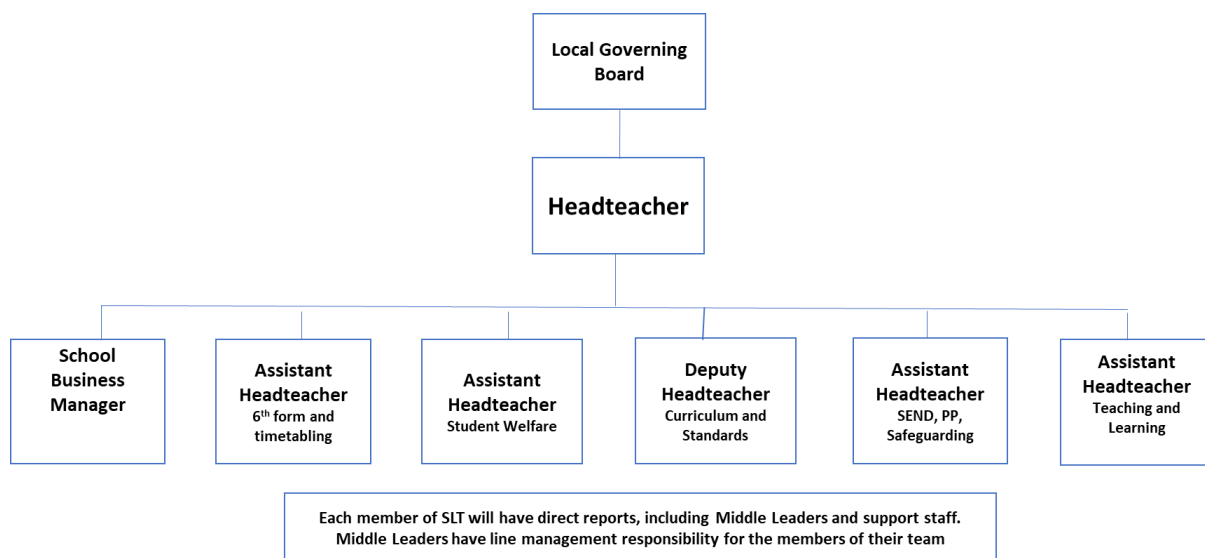 Local Governing
Board
Headteacher
School
Business
Manager
Assistant
Headteacher
6th form and
timetabling
Assistant
Headteacher
Student Welfare
Deputy
Headteacher
Curriculum and
Standards
Assistant
Headteacher
SEND, PP,
Safeguarding
Assistant
Headteacher
Teaching and
Learning
Each member of SLT will have direct reports, including Middle Leaders and support staff.
Middle Leaders have line management responsibility for the members of their team